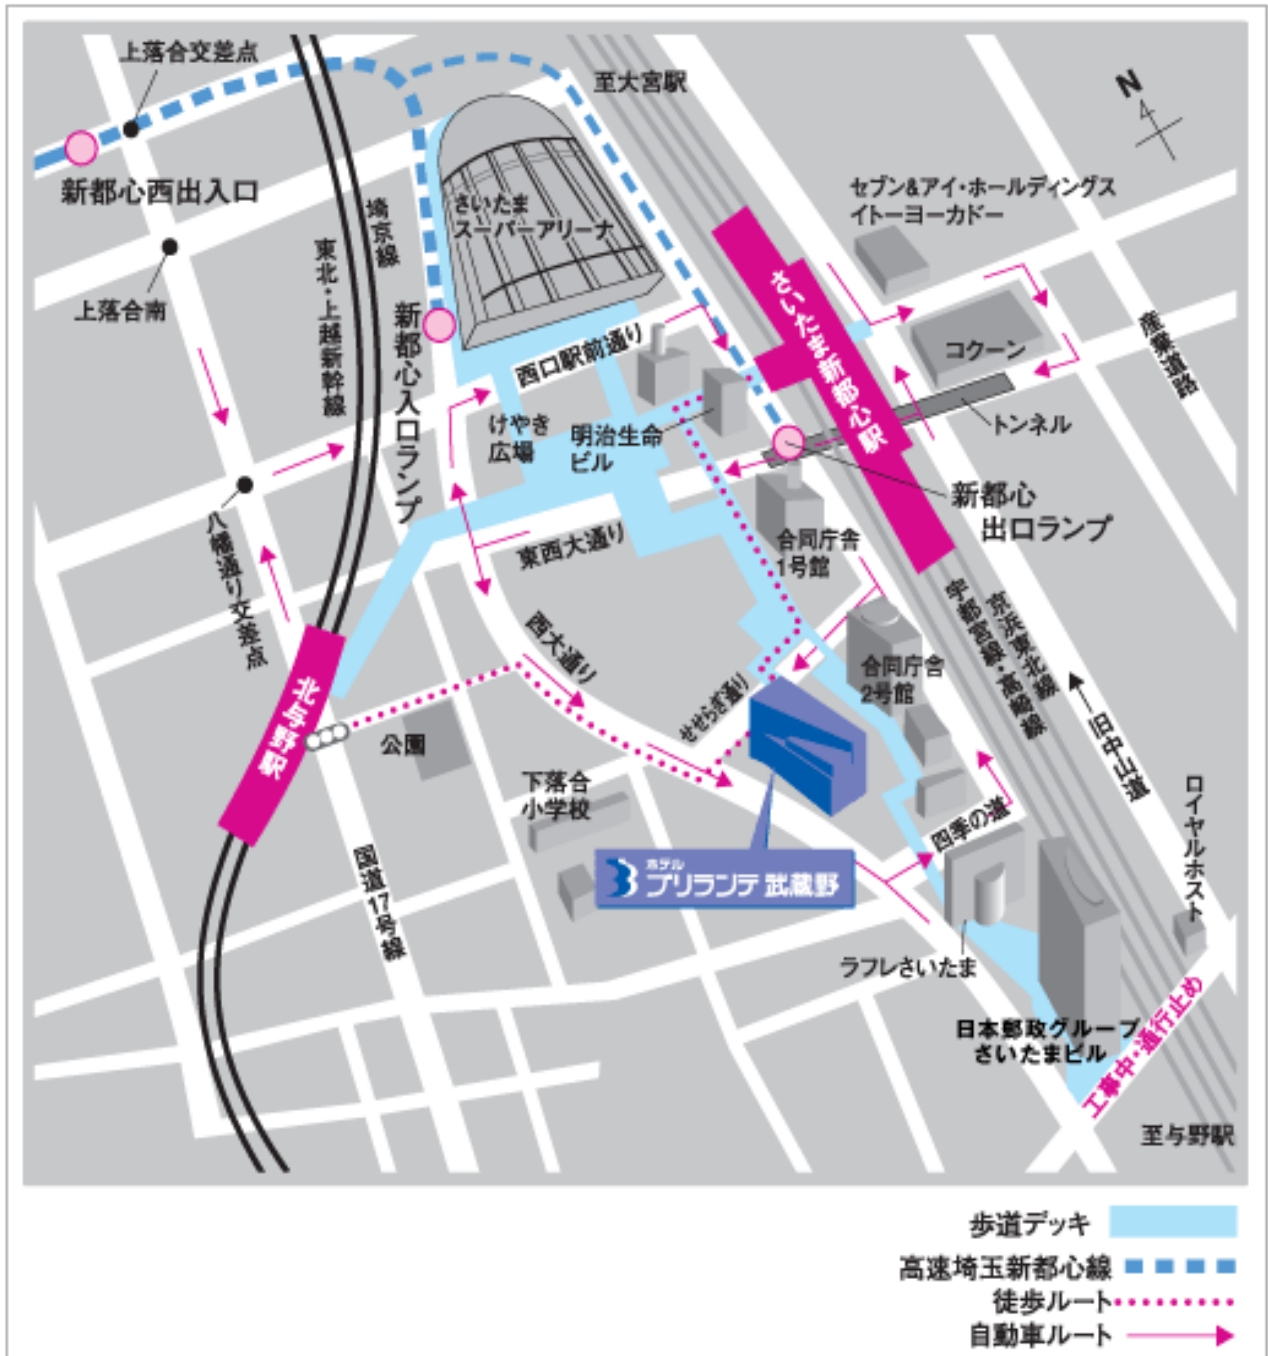 上落合交差点
至大宮駅
N
新都心西出入口
セブン&アイ・ホールディングス
イトーヨーカドー
さいたま
スーパーアリーナ
埼京線
東北・上越新幹線
上落合南
新都心入口ランプ
さいたま新都心駅
西口駅前通り
コクーン
産業道路
トンネル
けやき
広場
明治生命
ビル
新都心
出口ランプ
八幡通り交差点
東西大通り
合同庁舎
1号館
西大通り
合同庁舎
2号館
京浜東北線
宇都宮線・高崎線
せせらぎ通り
北与野駅
公園
旧中山道
下落合
小学校
四季の道
ロイヤルホスト
国道17号線
ホテル
ブリランテ 武蔵野
ラフレさいたま
日本郵政グループ
さいたまビル
工事中・通行止め
至与野駅
歩道デッキ
高速埼玉新都心線
徒歩ルート
自動車ルート